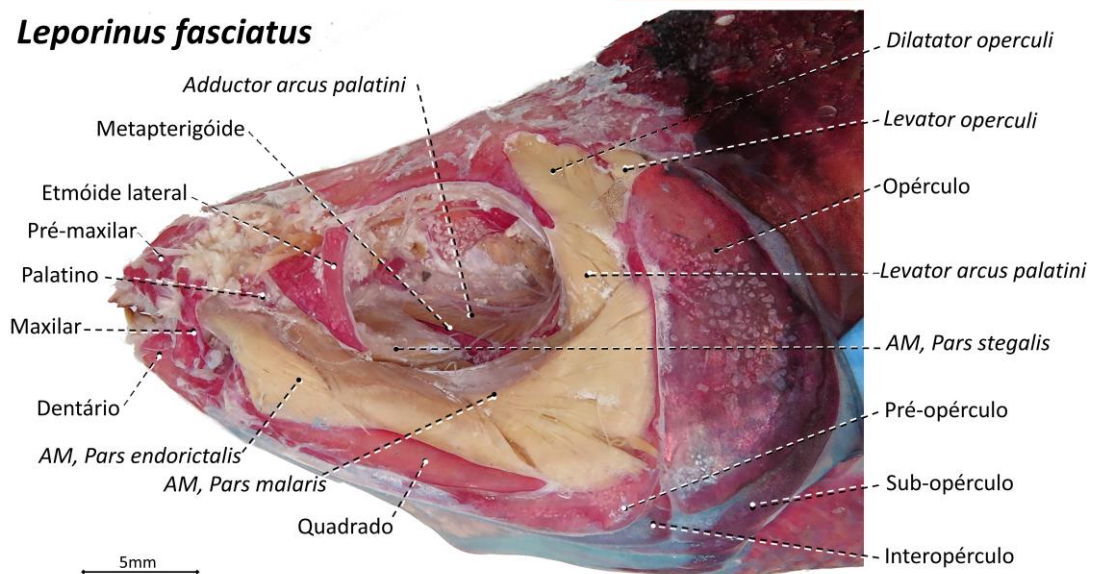 Leporinus fasciatus
Adductor arcus palatini
Metapterigóide
Etmóide lateral
Pré-maxilar
Palatino
Maxilar
Dentário
AM, Pars endorictalis
AM, Pars malaris
Quadrado
5mm
Dilatator operculi
Levator operculi
Opérculo
Levator arcus palatini
AM, Pars stegalis
Pré-opérculo
Sub-opérculo
Interopérculo